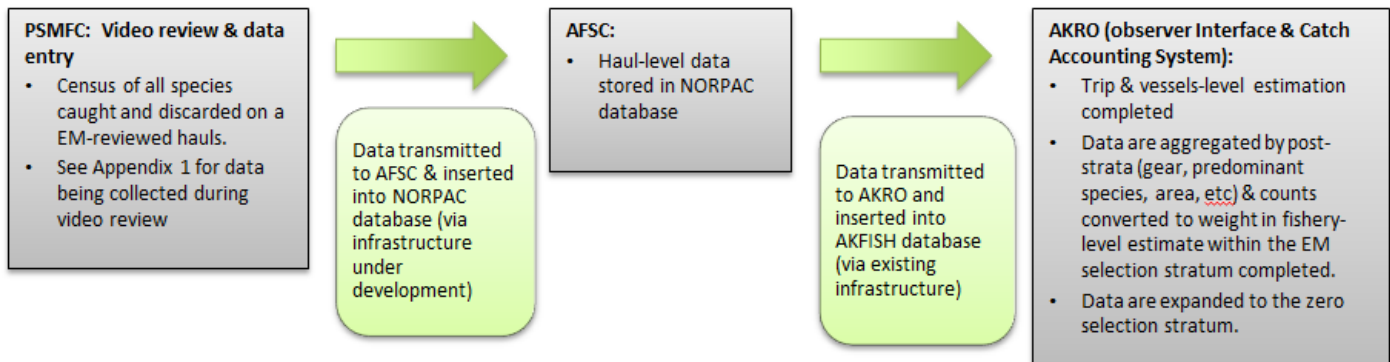 PSMFC:  Video review & data
entry
• Census of all species
caught and discarded on a
EM-reviewed hauls.
• See Appendix 1 for data
being collected during
video review
Data transmitted
to AFSC & inserted
into NORPAC
database (via
infrastructure
under
development)
AFSC:
• Haul-level data
stored in NORPAC
database
Data transmitted
to AKRO and
inserted into
AKFISH database
(via existing
infrastructure)
AKRO (observer Interface & Catch
Accounting System):
• Trip & vessels-level estimation
completed
• Data are aggregated by post-
strata (gear, predominant
species, area, etc) & counts
converted to weight in fishery-
level estimate within the EM
selection stratum completed.
• Data are expanded to the zero
selection stratum.